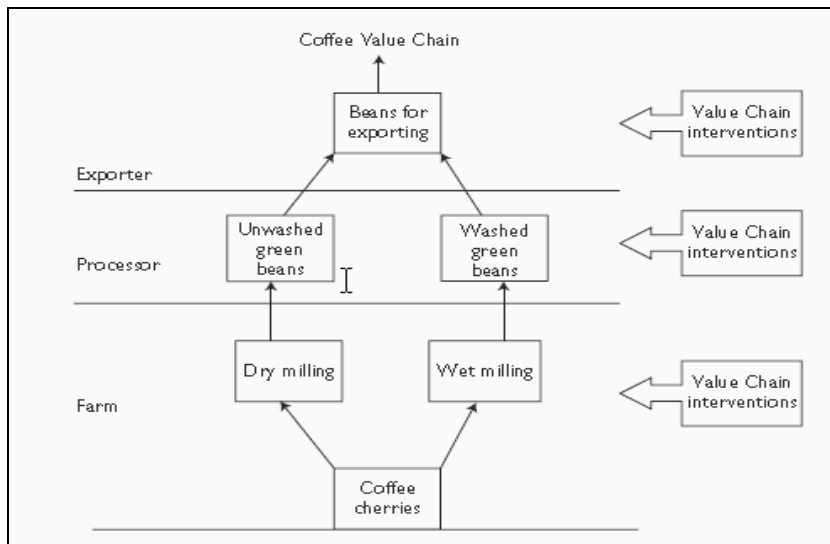 Coffee Value Chain
Beans for
exporting
Value Chain
interventions
Exporter
Unwashed
green
beans
Washed
green
beans
Value Chain
interventions
Processor
Dry milling
Wet milling
Value Chain
interventions
Farm
Coffee
cherries